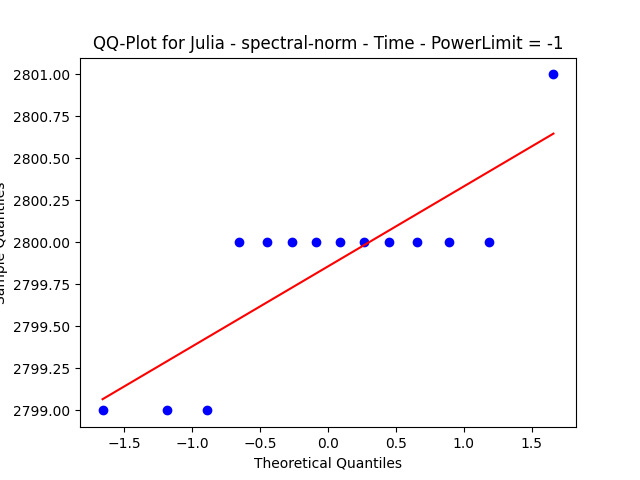 QQ-Plot for Julia - spectral-norm - Time - PowerLimit = -1
2801.00
2800.75
2800.50
2800.25
2800.00
2799.75
2799.50
2799.25
2799.00
Sample Quantiles
−1.5 −1.0 −0.5 0.0 0.5 1.0 1.5
Theoretical Quantiles